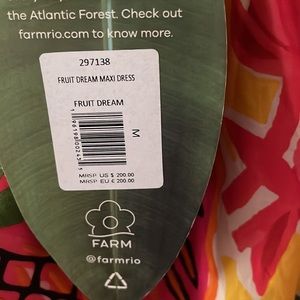 the Atlantic Forest. Check out
farmrio.com to know more.
297138
FRUIT DREAM MAXI DRESS
FRUIT DREAM
M
MRSP US $ 200.00
MRSP EU € 200.00
FARM
@farmrio